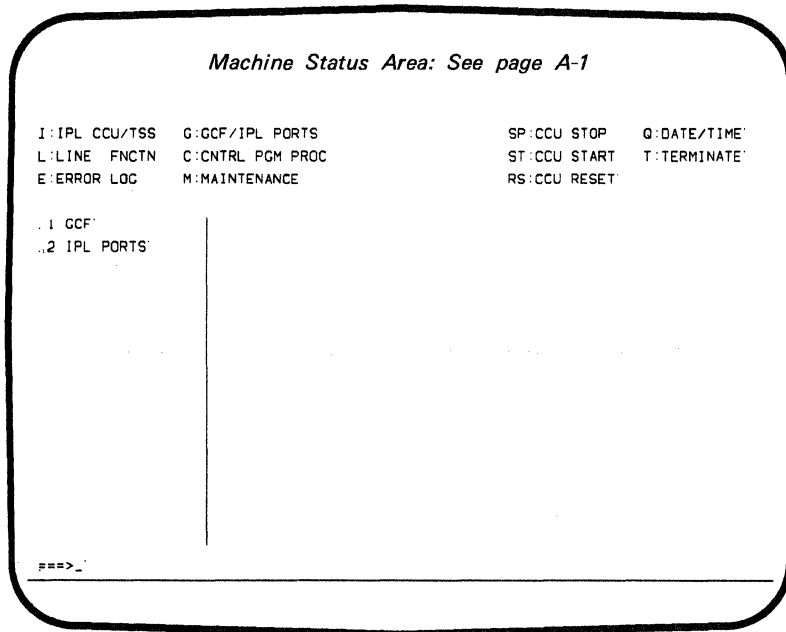 Machine Status Area: See page A-1
I:IPL CCU/TSS G:GCF/IPL PORTS SP:CCU STOP Q:DATE/TIME
L:LINE FNCTN C:CNTRL PGM PROC ST:CCU START T:TERMINATE
E:ERROR LOG M:MAINTENANCE RS:CCU RESET
1 GCF
2 IPL PORTS
===>_